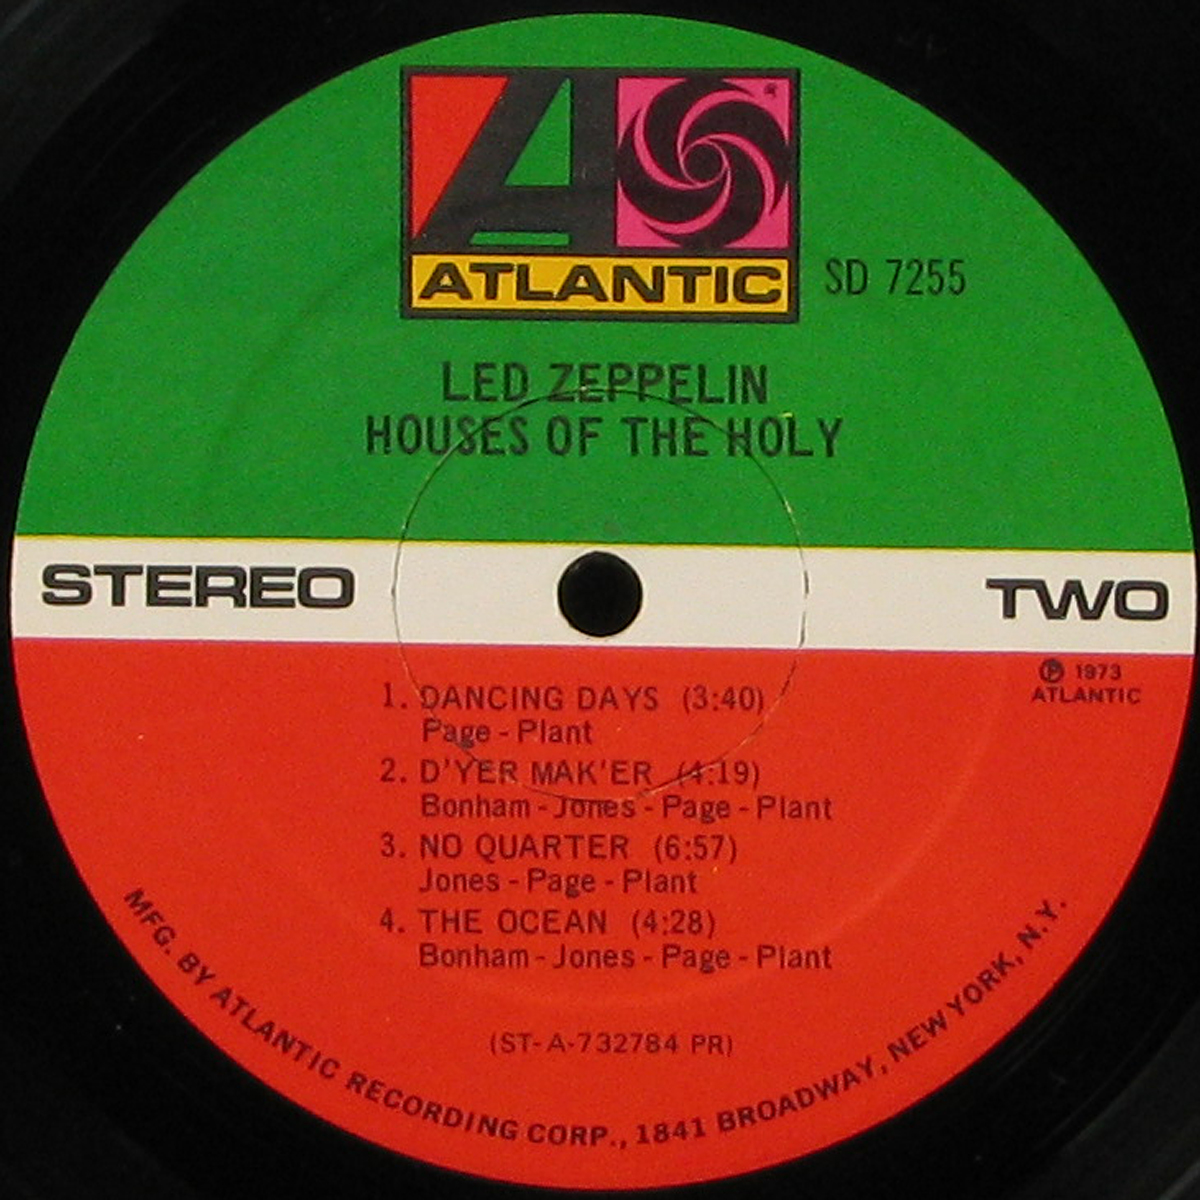 ATLANTIC
SD 7255
LED ZEPPELIN
HOUSES OF THE HOLY
STEREO
TWO
℗ 1973
ATLANTIC
1. DANCING DAYS (3:40)
Page - Plant
2. D'YER MAK'ER (4:19)
Bonham - Jones - Page - Plant
3. NO QUARTER (6:57)
Jones - Page - Plant
4. THE OCEAN (4:28)
Bonham - Jones - Page - Plant
(ST-A-732784 PR)
MFG. BY ATLANTIC RECORDING CORP., 1841 BROADWAY, NEW YORK, N.Y.